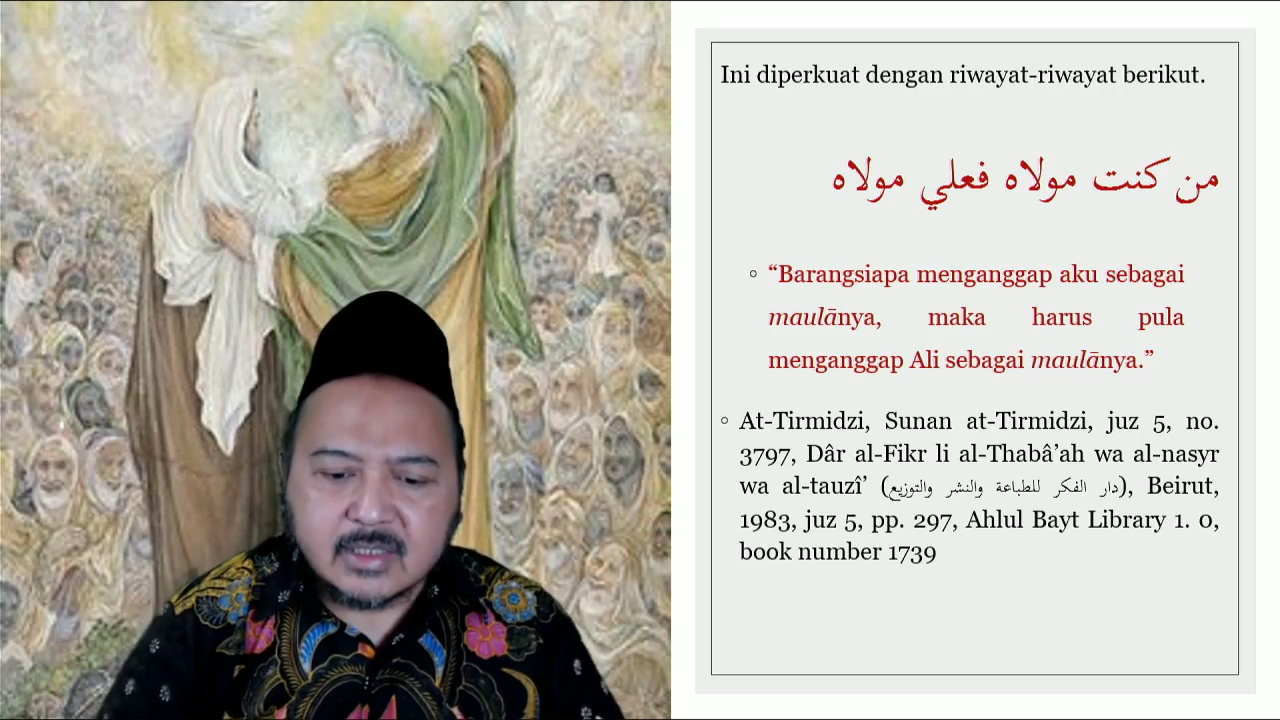 Ini diperkuat dengan riwayat-riwayat berikut.
من كنت مولاه فعلي مولاه
“Barangsiapa menganggap aku sebagai
maulānya, maka harus pula
menganggap Ali sebagai maulānya.”
At-Tirmidzi, Sunan at-Tirmidzi, juz 5, no.
3797, Dâr al-Fikr li al-Thabâ’ah wa al-nasyr
wa al-tauzî’ (دار الفكر للطباعة والنشر والتوزيع), Beirut,
1983, juz 5, pp. 297, Ahlul Bayt Library 1. 0,
book number 1739